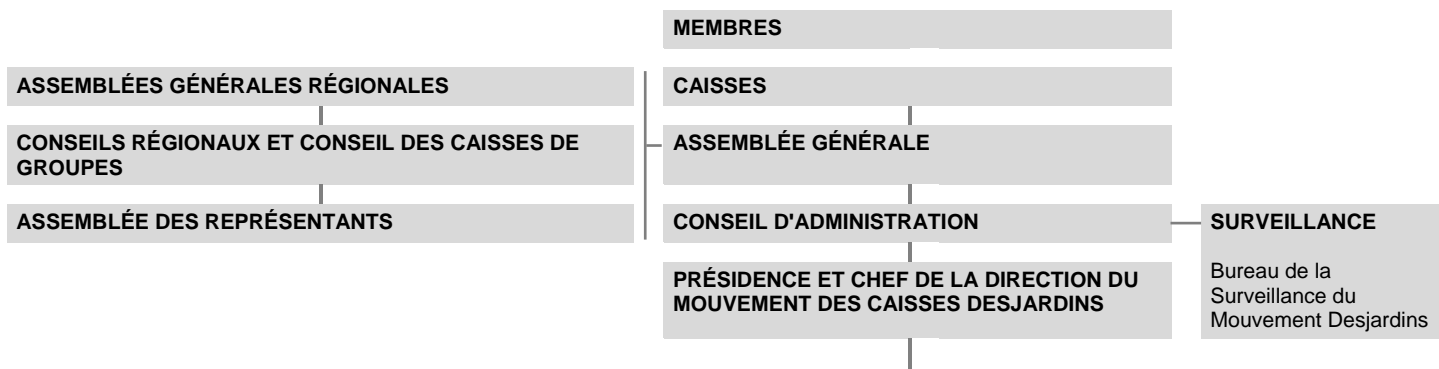 MEMBRES
ASSEMBLÉES GÉNÉRALES RÉGIONALES
CAISSES
CONSEILS RÉGIONAUX ET CONSEIL DES CAISSES DE
GROUPES
ASSEMBLÉE GÉNÉRALE
ASSEMBLÉE DES REPRÉSENTANTS
CONSEIL D'ADMINISTRATION
SURVEILLANCE
Bureau de la
Surveillance du
Mouvement Desjardins
PRÉSIDENCE ET CHEF DE LA DIRECTION DU
MOUVEMENT DES CAISSES DESJARDINS